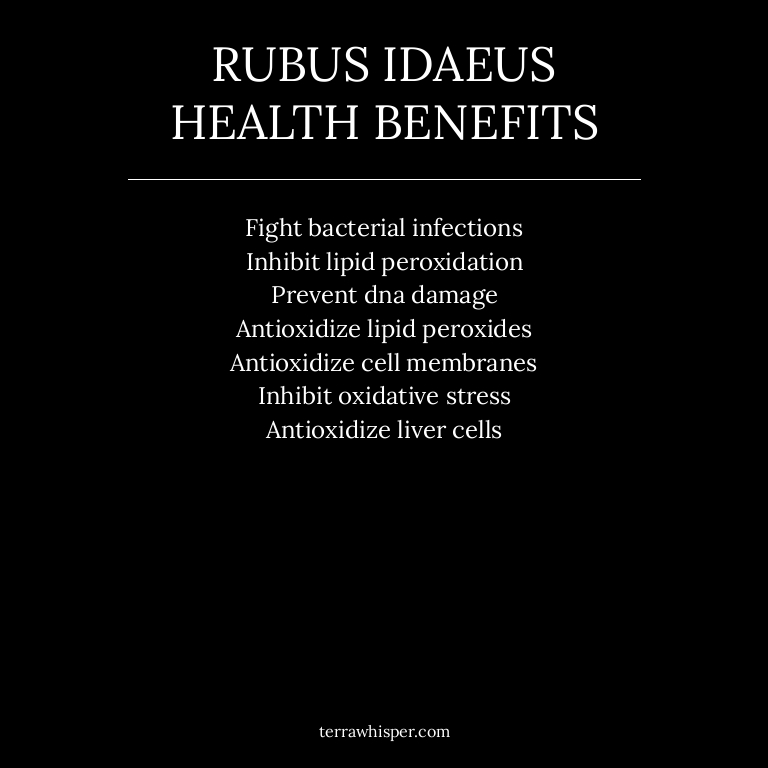 RUBUS IDAEUS
HEALTH BENEFITS
Fight bacterial infections
Inhibit lipid peroxidation
Prevent dna damage
Antioxidize lipid peroxides
Antioxidize cell membranes
Inhibit oxidative stress
Antioxidize liver cells
terrawhisper.com